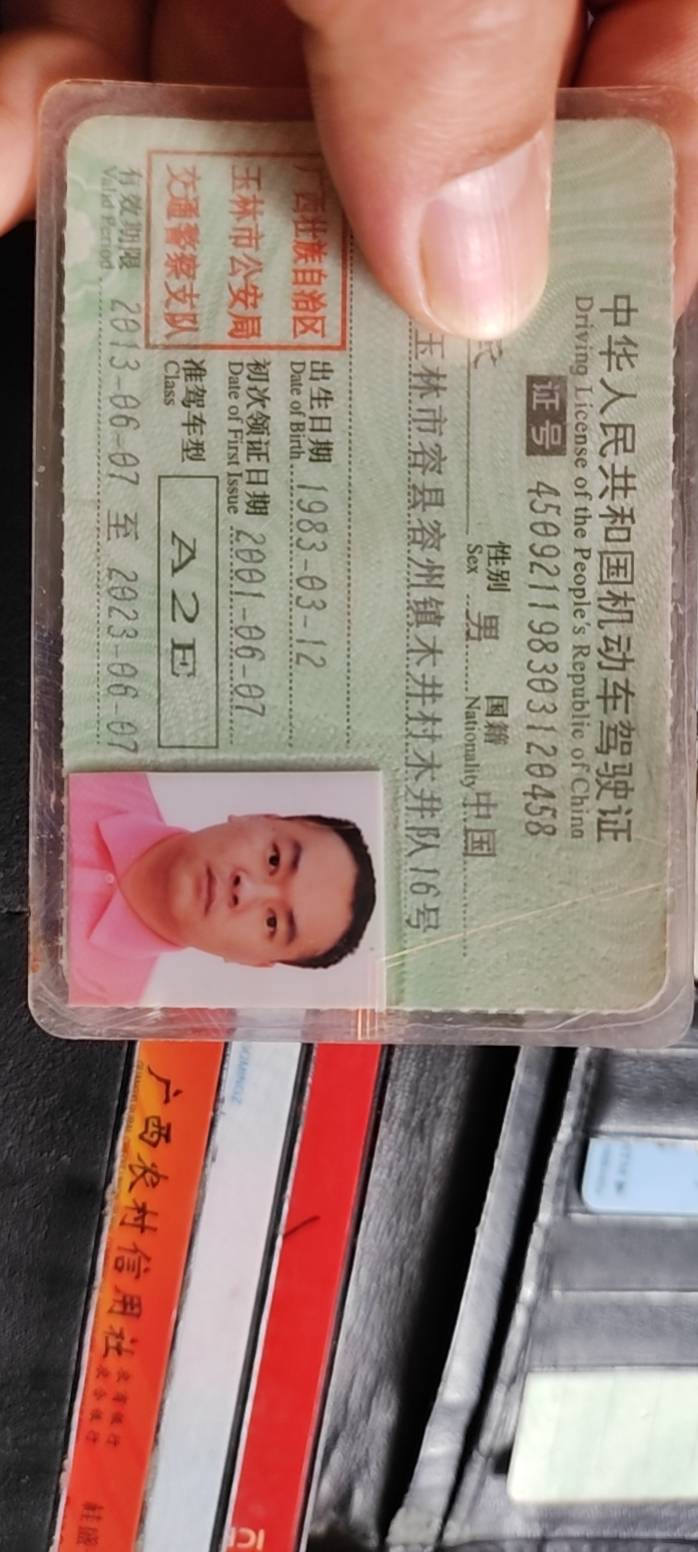 中华人民共和国机动车驾驶证
Driving License of the People's Republic of China
证号 450921198303120458
性别 男 国籍 中国
Sex Nationality
玉林市容县容州镇木井村木井队16号
广西壮族自治区
玉林市公安局
交通警察支队
出生日期 1983-03-12
Date of Birth
初次领证日期 2001-06-07
Date of First Issue
准驾车型 A2E
Class
有效期限 2013-06-07 至 2023-06-07
Valid Period
广西农村信用社